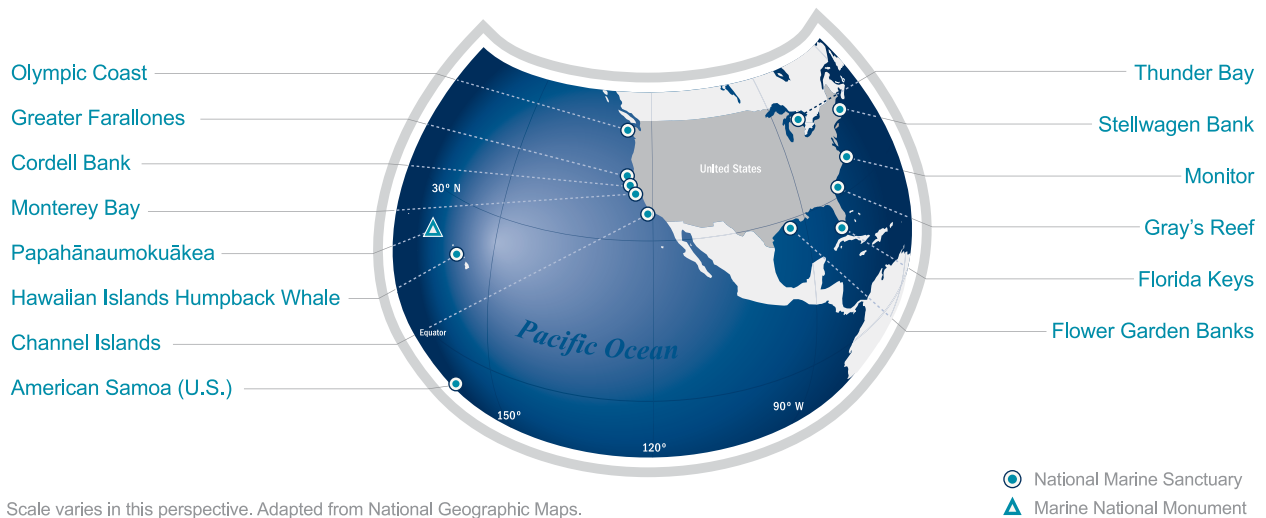 Olympic Coast
Greater Farallones
Cordell Bank
Monterey Bay
Papahānaumokuākea
Hawaiian Islands Humpback Whale
Channel Islands
American Samoa (U.S.)
30° N
Equator
150°
120°
90° W
Pacific Ocean
United States
Thunder Bay
Stellwagen Bank
Monitor
Gray's Reef
Florida Keys
Flower Garden Banks
National Marine Sanctuary
Marine National Monument
Scale varies in this perspective. Adapted from National Geographic Maps.